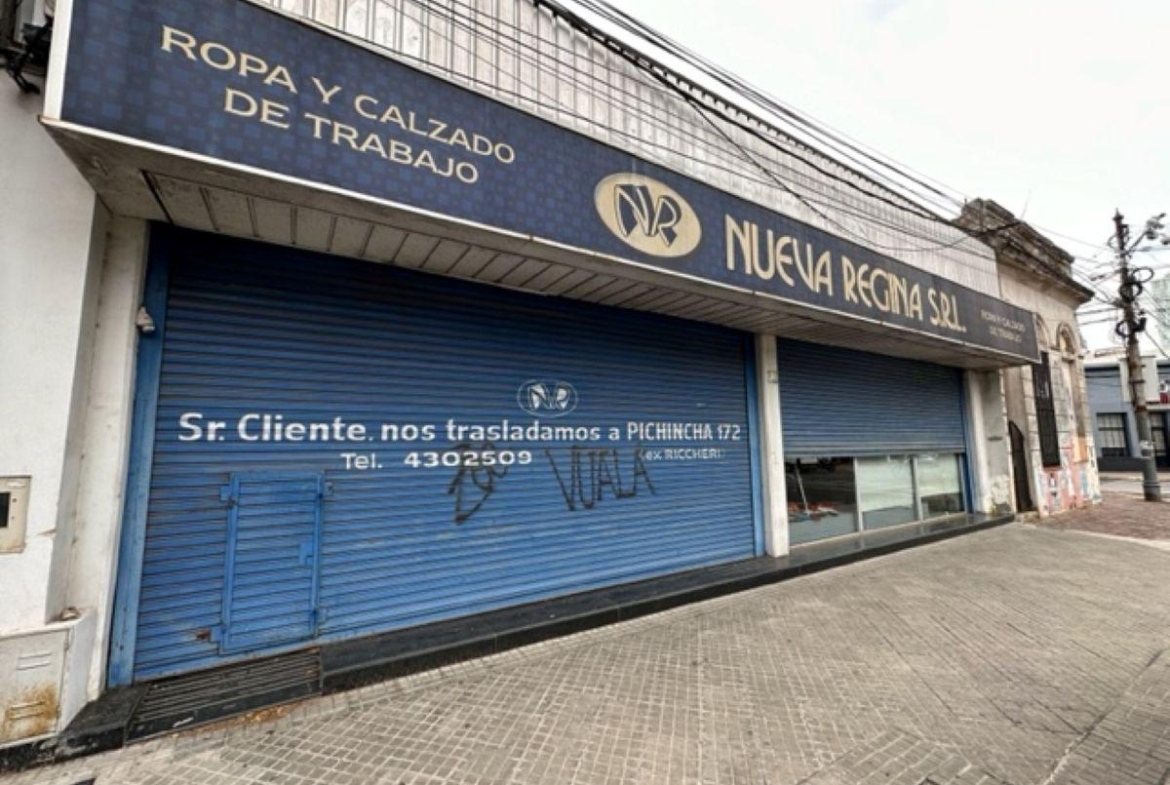 ROPA Y CALZADO
DE TRABAJO
NR
NUEVA REGINA S.R.L.
ROPA Y CALZADO
DE TRABAJO
NR
Sr. Cliente. nos trasladamos a PICHINCHA 172
Tel. 4302509 (ex RICCHERI)
VUALA